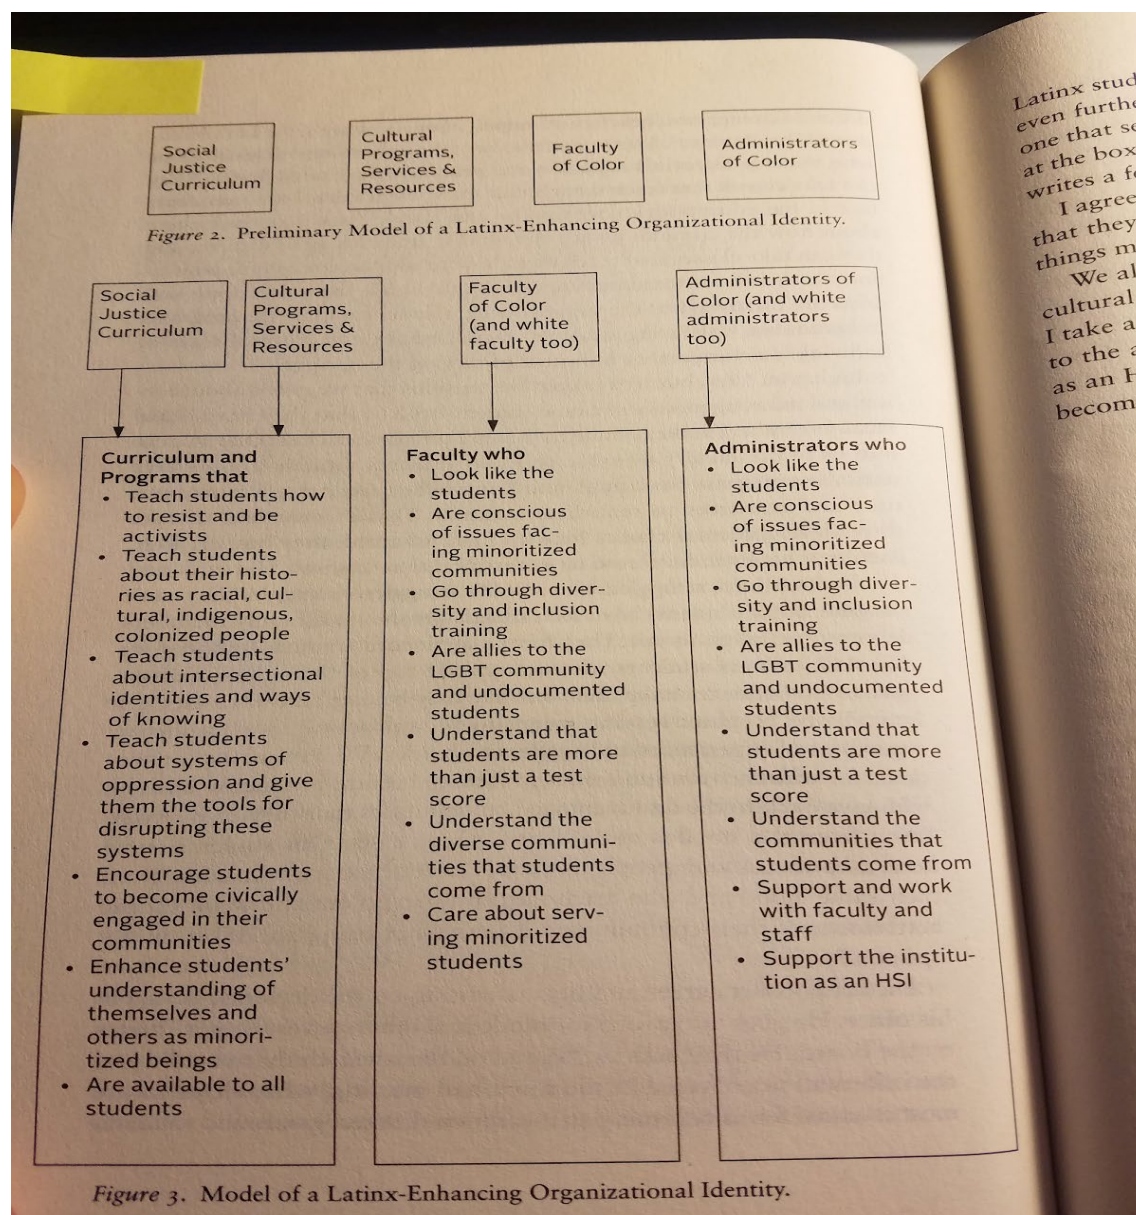 Social
Justice
Curriculum
Cultural
Programs,
Services &
Resources
Faculty
of Color
Administrators
of Color
Figure 2. Preliminary Model of a Latinx-Enhancing Organizational Identity.
Social
Justice
Curriculum
Cultural
Programs,
Services &
Resources
Faculty
of Color
(and white
faculty too)
Administrators of
Color (and white
administrators
too)
Curriculum and
Programs that
• Teach students how
to resist and be
activists
• Teach students
about their histo-
ries as racial, cul-
tural, indigenous,
colonized people
• Teach students
about intersectional
identities and ways
of knowing
• Teach students
about systems of
oppression and give
them the tools for
disrupting these
systems
• Encourage students
to become civically
engaged in their
communities
• Enhance students’
understanding of
themselves and
others as minori-
tized beings
• Are available to all
students
Faculty who
• Look like the
students
• Are conscious
of issues fac-
ing minoritized
communities
• Go through diver-
sity and inclusion
training
• Are allies to the
LGBT community
and undocumented
students
• Understand that
students are more
than just a test
score
• Understand the
diverse communi-
ties that students
come from
• Care about serv-
ing minoritized
students
Administrators who
• Look like the
students
• Are conscious
of issues fac-
ing minoritized
communities
• Go through diver-
sity and inclusion
training
• Are allies to the
LGBT community
and undocumented
students
• Understand that
students are more
than just a test
score
• Understand the
communities that
students come from
• Support and work
with faculty and
staff
• Support the institu-
tion as an HSI
Figure 3. Model of a Latinx-Enhancing Organizational Identity.
Latinx
even
one that
at the box
writes a
I agree
that they
things
We
cultural
I take
to the
as an